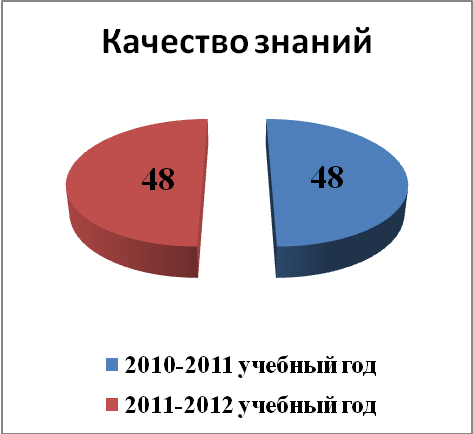 Качество знаний
48
48
2010-2011 учебный год
2011-2012 учебный год